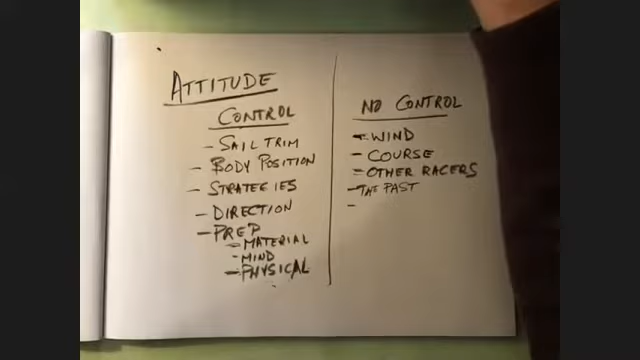 ATTITUDE
CONTROL
- SAIL TRIM
- BODY POSITION
- STRATEGIES
- DIRECTION
- PREP
- MATERIAL
- MIND
- PHYSICAL
NO CONTROL
- WIND
- COURSE
- OTHER RACERS
- THE PAST
-